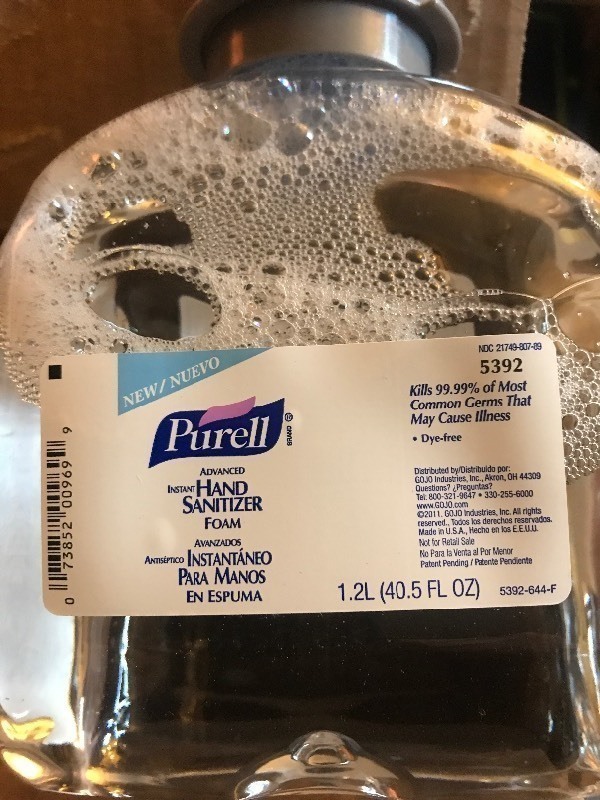 NEW / NUEVO
Purell®
BRAND
ADVANCED
INSTANT HAND
SANITIZER
FOAM
AVANZADOS
ANTISÉPTICO INSTANTÁNEO
PARA MANOS
EN ESPUMA
0 73852 00969 9
NDC 21749-807-89
5392
Kills 99.99% of Most
Common Germs That
May Cause Illness
• Dye-free
Distributed by/Distribuido por:
GOJO Industries, Inc., Akron, OH 44309
Questions? ¿Preguntas?
Tel: 800-321-9647 • 330-255-6000
www.GOJO.com
©2011. GOJO Industries, Inc. All rights
reserved., Todos los derechos reservados.
Made in U.S.A., Hecho en los E.E.U.U.
Not for Retail Sale
No Para la Venta al Por Menor
Patent Pending / Patente Pendiente
1.2L (40.5 FL OZ)
5392-644-F